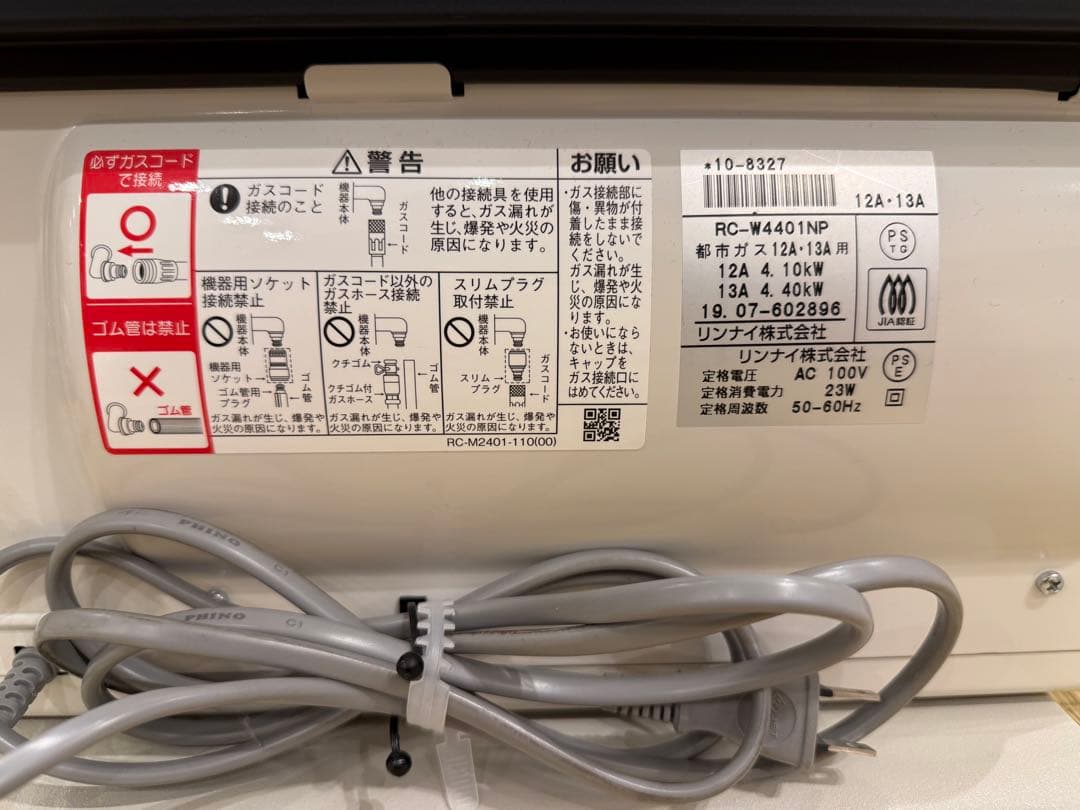 必ずガスコード
で接続
ゴム管は禁止
ゴム管
警告
ガスコード
接続のこと
機器本体
ガスコード
他の接続具を使用
すると、ガス漏れが
生じ、爆発や火災の
原因になります。
機器用ソケット
接続禁止
機器本体
機器用
ソケット
ゴム管用
プラグ
ゴム管
ガス漏れが生じ、爆発や
火災の原因になります。
ガスコード以外の
ガスホース接続
禁止
機器本体
クチゴム
クチゴム付
ガスホース
ゴム管
ガス漏れが生じ、爆発や
火災の原因になります。
スリムプラグ
取付禁止
機器本体
スリム
プラグ
ガスコード
ガス漏れが生じ、爆発や
火災の原因になります。
RC-M2401-110(00)
お願い
・ガス接続部に
傷・異物が付
着したまま接
続をしないで
ください。
ガス漏れが生
じ、爆発や火
災の原因にな
ります。
・お使いになら
ないときは、
キャップを
ガス接続口に
はめてください。
*10-8327
12A・13A
RC-W4401NP
都市ガス12A・13A用
12A 4.10kW
13A 4.40kW
19.07-602896
リンナイ株式会社
PS
TG
JIA認証
リンナイ株式会社
定格電圧 AC 100V
定格消費電力 23W
定格周波数 50-60Hz
PS
E
PHINO C1
PHINO C1